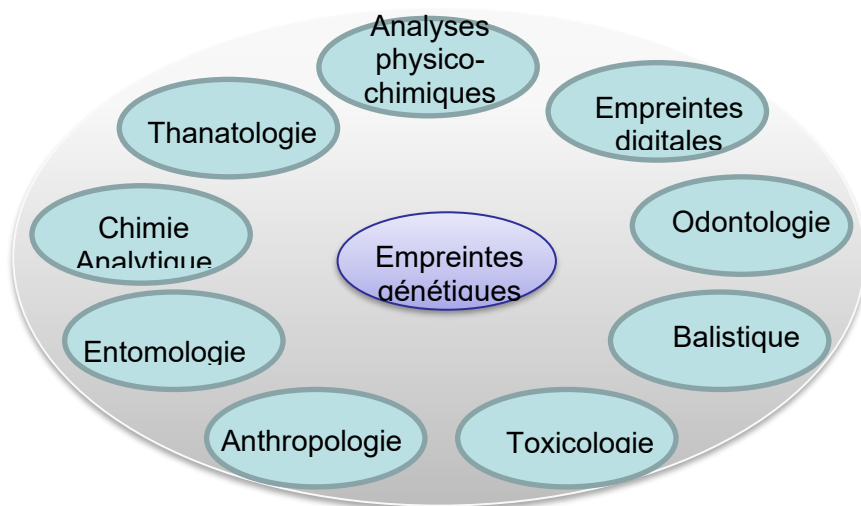 Analyses
physico-
chimiques
Empreintes
digitales
Thanatologie
Odontologie
Chimie
Analytique
Empreintes
génétiques
Balistique
Entomologie
Anthropologie
Toxicologie